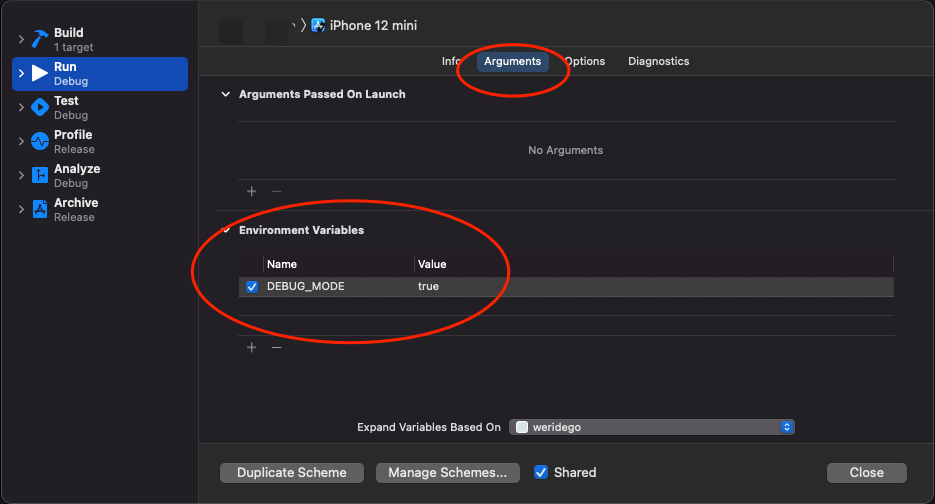 iPhone 12 mini
Build
1 target
Run
Debug
Test
Debug
Profile
Release
Analyze
Debug
Archive
Release
Info Arguments Options Diagnostics
Arguments Passed On Launch
No Arguments
Environment Variables
Name Value
DEBUG_MODE true
Expand Variables Based On weridego
Duplicate Scheme Manage Schemes... Shared Close